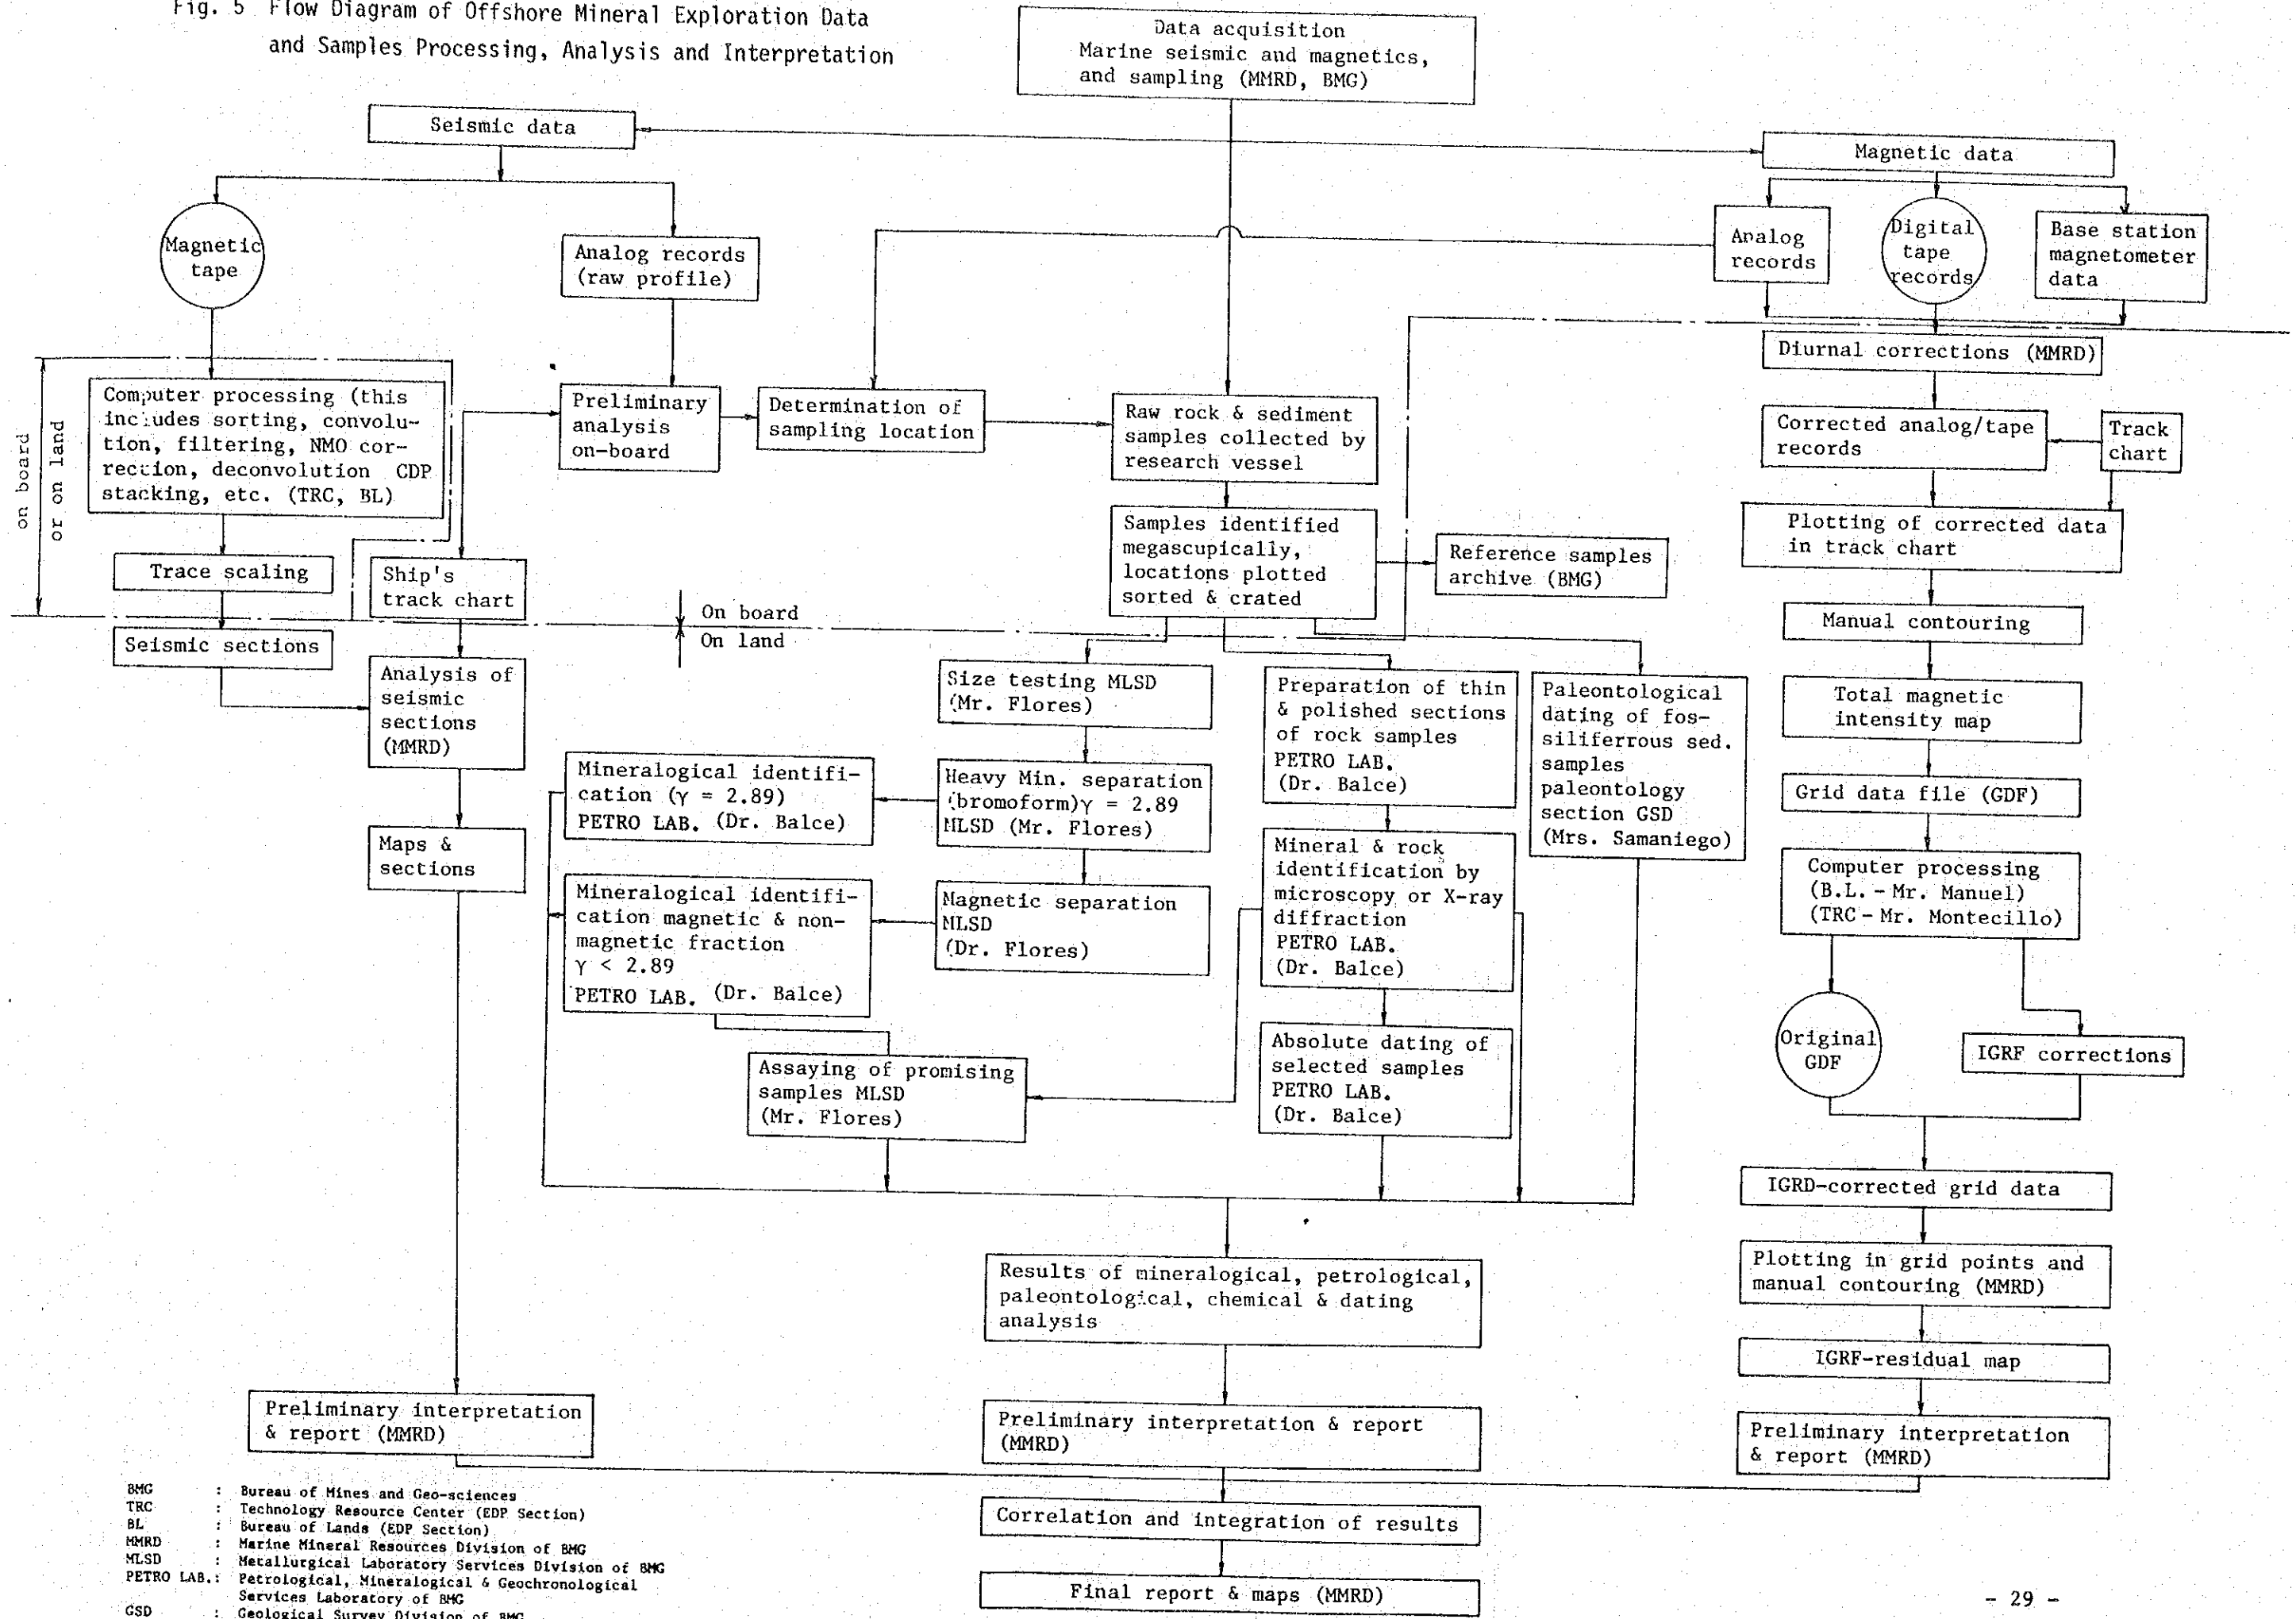 Fig. 5 Flow Diagram of Offshore Mineral Exploration Data
and Samples Processing, Analysis and Interpretation
Data acquisition
Marine seismic and magnetics,
and sampling (MMRD, BMG)
Seismic data
Magnetic data
Magnetic
tape
Analog records
(raw profile)
Analog
records
Digital
tape
records
Base station
magnetometer
data
Diurnal corrections (MMRD)
on board
or on land
Computer processing (this
includes sorting, convolu-
tion, filtering, NMO cor-
rection, deconvolution CDP
stacking, etc. (TRC, BL)
Preliminary
analysis
on-board
Determination of
sampling location
Raw rock & sediment
samples collected by
research vessel
Corrected analog/tape
records
Track
chart
Trace scaling
Ship's
track chart
Samples identified
megascupically,
locations plotted
sorted & crated
Reference samples
archive (BMG)
Plotting of corrected data
in track chart
On board
On land
Manual contouring
Seismic sections
Analysis of
seismic
sections
(MMRD)
Size testing MLSD
(Mr. Flores)
Preparation of thin
& polished sections
of rock samples
PETRO LAB.
(Dr. Balce)
Paleontological
dating of fos-
siliferrous sed.
samples
paleontology
section GSD
(Mrs. Samaniego)
Total magnetic
intensity map
Mineralogical identifi-
cation (γ = 2.89)
PETRO LAB. (Dr. Balce)
Heavy Min. separation
(bromoform)γ = 2.89
MLSD (Mr. Flores)
Grid data file (GDF)
Maps &
sections
Mineralogical identifi-
cation magnetic & non-
magnetic fraction
γ < 2.89
PETRO LAB. (Dr. Balce)
Magnetic separation
MLSD
(Dr. Flores)
Mineral & rock
identification by
microscopy or X-ray
diffraction
PETRO LAB.
(Dr. Balce)
Computer processing
(B.L. - Mr. Manuel)
(TRC - Mr. Montecillo)
Assaying of promising
samples MLSD
(Mr. Flores)
Absolute dating of
selected samples
PETRO LAB.
(Dr. Balce)
Original
GDF
IGRF corrections
IGRD-corrected grid data
Results of mineralogical, petrological,
paleontological, chemical & dating
analysis
Plotting in grid points and
manual contouring (MMRD)
IGRF-residual map
Preliminary interpretation
& report (MMRD)
Preliminary interpretation & report
(MMRD)
Preliminary interpretation
& report (MMRD)
Correlation and integration of results
Final report & maps (MMRD)
BMG : Bureau of Mines and Geo-sciences
TRC : Technology Resource Center (EDP Section)
BL : Bureau of Lands (EDP Section)
MMRD : Marine Mineral Resources Division of BMG
MLSD : Metallurgical Laboratory Services Division of BMG
PETRO LAB.: Petrological, Mineralogical & Geochronological
Services Laboratory of BMG
GSD : Geological Survey Division of BMG
- 29 -